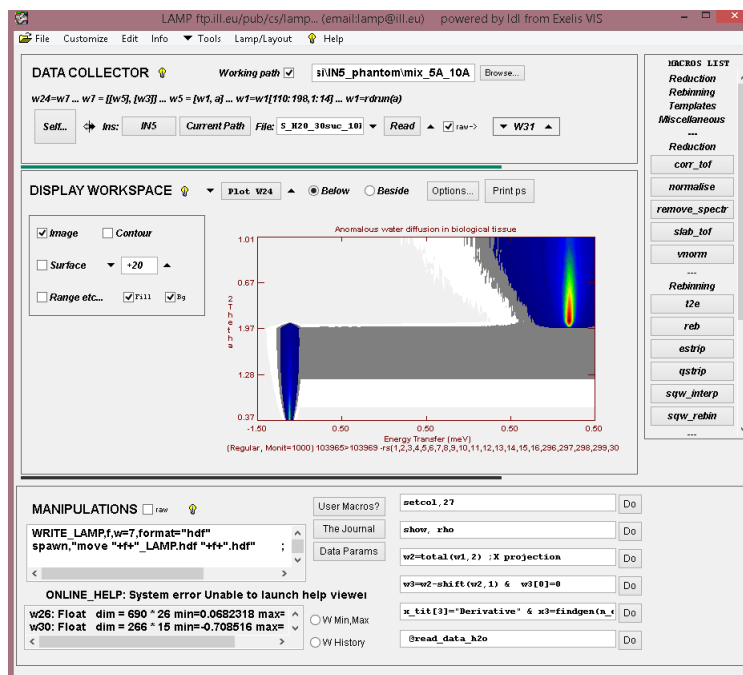 LAMP ftp.ill.eu/pub/cs/lamp... (email:lamp@ill.eu) powered by Idl from Exelis VIS
File Customize Edit Info Tools Lamp/Layout Help
DATA COLLECTOR Working path si\IN5_phantom\mix_5A_10A Browse...
w24=w7 ... w7 = [[w5], [w3]] ... w5 = [w1, a] ... w1=w1[110:198,1:14] ... w1=rdrun(a)
Self... Ins: IN5 Current Path File: Read raw-> W31
DISPLAY WORKSPACE Plot W24 Below Beside Options... Print ps
Image Contour
Surface +20
Range etc... Fill Bg
Anomalous water diffusion in biological tissue
1.01
0.67
1.97
1.28
0.37
2Theths
-1.50 0.50 0.50 0.50 0.50
Energy Transfer (meV)
(Regular, Monit=1000) 103965>103969 -rs(1,2,3,4,5,6,7,8,9,10,11,12,13,14,15,16,296,297,298,299,30
MACROS LIST
Reduction
Rebinning
Templates
Miscellaneous
---
Reduction
corr_tof
normalise
remove_spectr
slab_tof
vnorm
---
Rebinning
t2e
reb
estrip
qstrip
sqw_interp
sqw_rebin
---
MANIPULATIONS raw
WRITE_LAMP,f,w=7,format="hdf"
spawn,"move "+f+"_LAMP.hdf "+f+".hdf" ;
ONLINE_HELP: System error Unable to launch help viewer
w26: Float dim = 690 * 26 min=0.0682318 max=
w30: Float dim = 266 * 15 min=-0.708516 max=
User Macros?
The Journal
Data Params
W Min,Max
W History
setcol,27 Do
show, rho Do
w2=total(w1,2) ;X projection Do
w3=w2-shift(w2,1) & w3[0]=0 Do
x_tit[3]="Derivative" & x3=findgen(n_ Do
@read_data_h2o Do